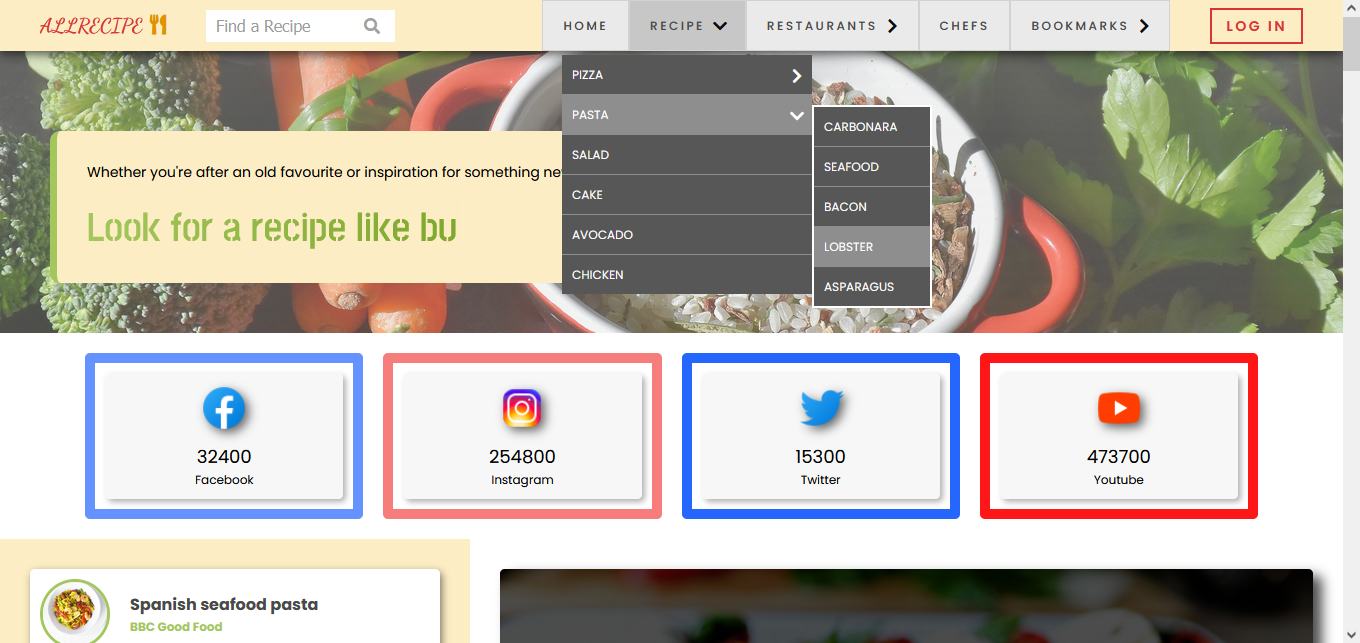 ALLRECIPE
Find a Recipe
HOME
RECIPE
RESTAURANTS
CHEFS
BOOKMARKS
LOG IN
PIZZA
PASTA
SALAD
CAKE
AVOCADO
CHICKEN
CARBONARA
SEAFOOD
BACON
LOBSTER
ASPARAGUS
Whether you're after an old favourite or inspiration for something ne
Look for a recipe like bu
32400
Facebook
254800
Instagram
15300
Twitter
473700
Youtube
Spanish seafood pasta
BBC Good Food